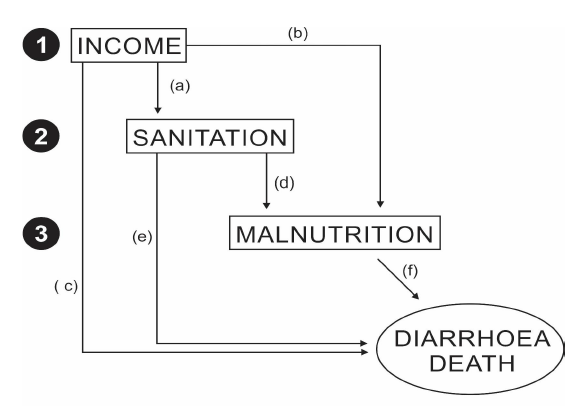 1 INCOME
(b)
(a)
2 SANITATION
(d)
3 MALNUTRITION
(e)
(f)
( c)
DIARRHOEA
DEATH